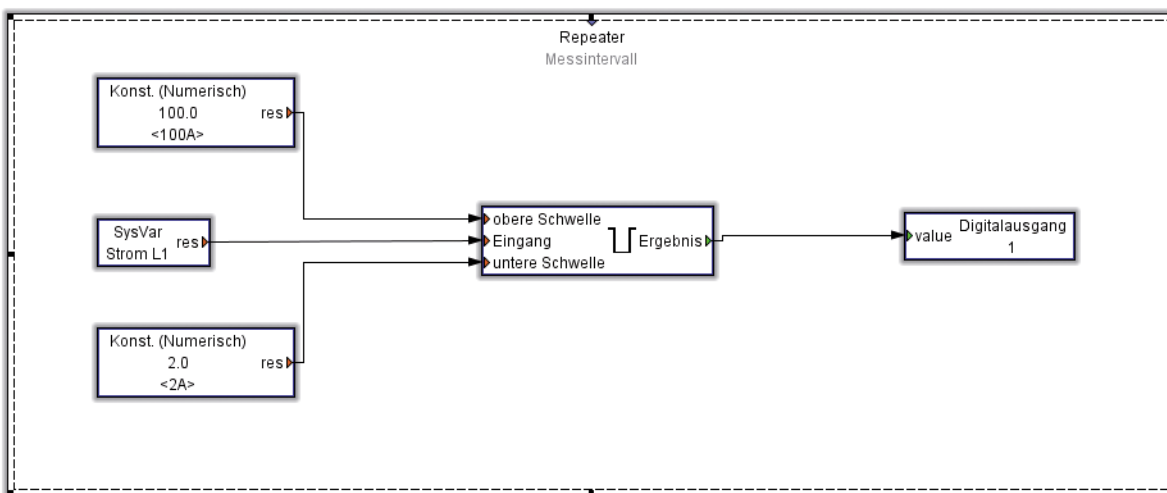 Repeater
Messintervall
Konst. (Numerisch)
100.0
res
<100A>
SysVar
res
Strom L1
obere Schwelle
Eingang
Ergebnis
untere Schwelle
value
Digitalausgang
1
Konst. (Numerisch)
2.0
res
<2A>